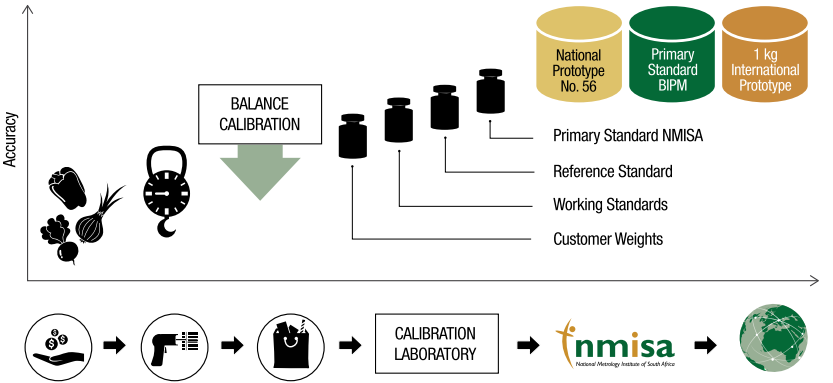 Accuracy
BALANCE
CALIBRATION
National
Prototype
No. 56
Primary
Standard
BIPM
1 kg
International
Prototype
Primary Standard NMISA
Reference Standard
Working Standards
Customer Weights
$ $ $ $
CALIBRATION
LABORATORY
nmisa
National Metrology Institute of South Africa